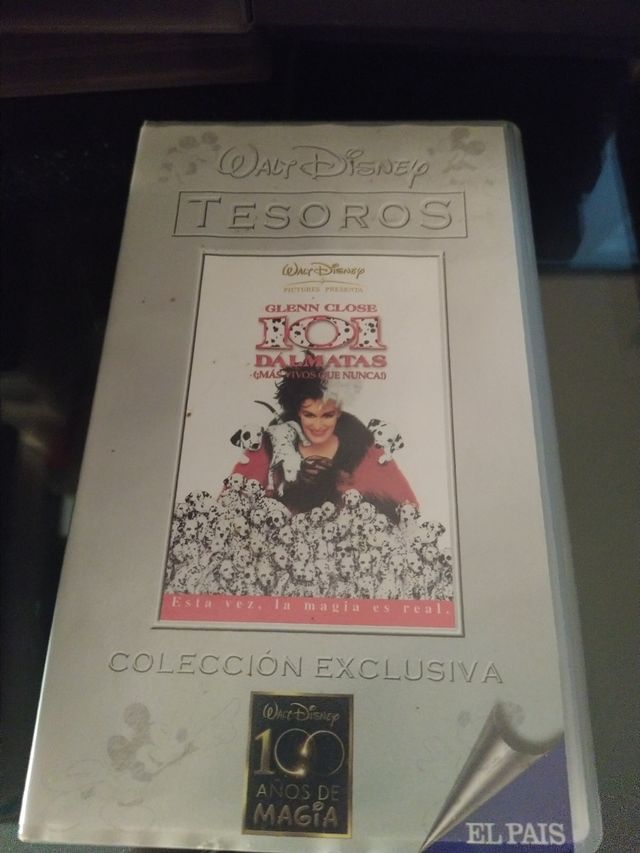 WALT DISNEY
TESOROS
WALT DISNEY
PICTURES PRESENTA
GLENN CLOSE
101
DÁLMATAS
(¡MÁS VIVOS QUE NUNCA!)
Esta vez, la magia es real.
COLECCIÓN EXCLUSIVA
WALT DISNEY
100
AÑOS DE
MAGIA
EL PAIS